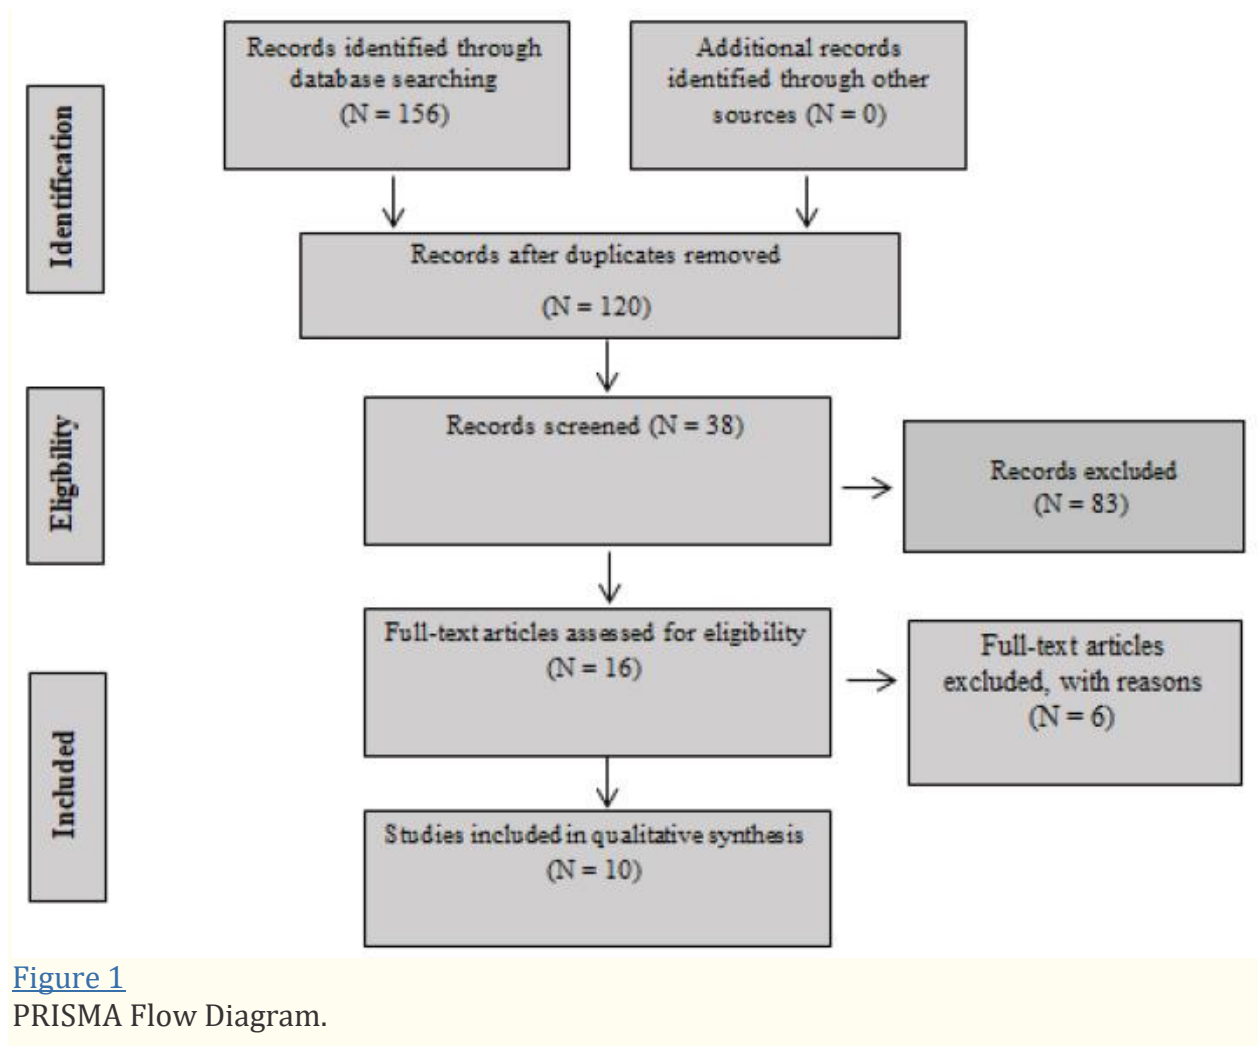 Records identified through
database searching
(N = 156)
Additional records
identified through other
sources (N = 0)
Identification
Records after duplicates removed
(N = 120)
Eligibility
Records screened (N = 38)
Records excluded
(N = 83)
Full-text articles assessed for eligibility
(N = 16)
Full-text articles
excluded, with reasons
(N = 6)
Included
Studies included in qualitative synthesis
(N = 10)
Figure 1
PRISMA Flow Diagram.